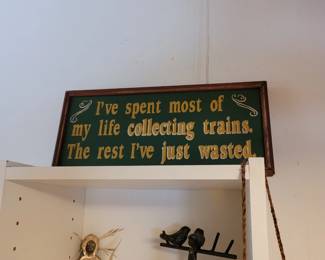 I've spent most of
my life collecting trains.
The rest I've just wasted.